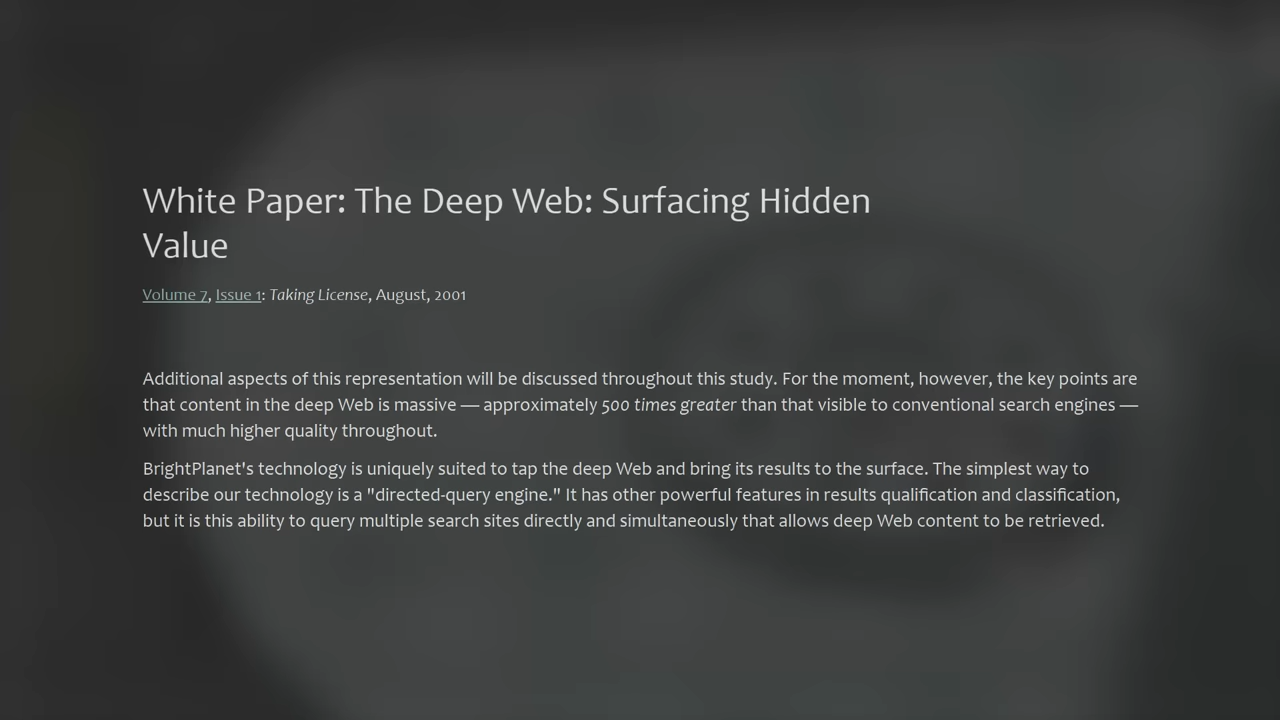 White Paper: The Deep Web: Surfacing Hidden
Value
Volume 7, Issue 1: Taking License, August, 2001
Additional aspects of this representation will be discussed throughout this study. For the moment, however, the key points are
that content in the deep Web is massive — approximately 500 times greater than that visible to conventional search engines —
with much higher quality throughout.
BrightPlanet's technology is uniquely suited to tap the deep Web and bring its results to the surface. The simplest way to
describe our technology is a "directed-query engine." It has other powerful features in results qualification and classification,
but it is this ability to query multiple search sites directly and simultaneously that allows deep Web content to be retrieved.